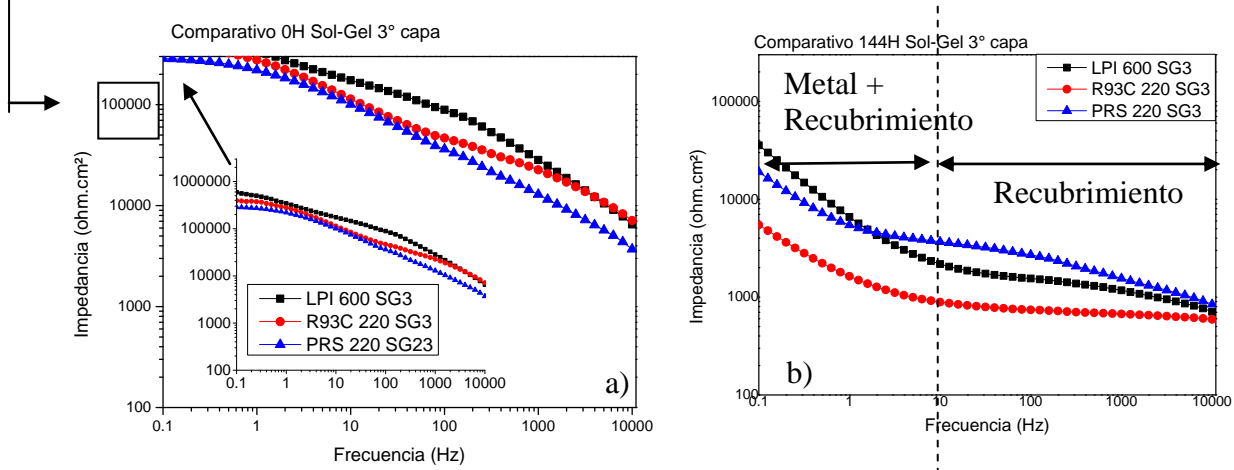 Comparativo 0H Sol-Gel 3° capa
Impedancia (ohm.cm²)
100000
10000
1000
100
1000000
100000
10000
1000
100
0.1 1 10 100 1000 10000
LPI 600 SG3
R93C 220 SG3
PRS 220 SG23
a)
0.1 1 10 100 1000 10000
Frecuencia (Hz)
Comparativo 144H Sol-Gel 3° capa
LPI 600 SG3
R93C 220 SG3
PRS 220 SG3
Metal +
Recubrimiento
Recubrimiento
Impedancia (ohm.cm²)
100000
10000
1000
100
b)
0.1 1 10 100 1000 10000
Frecuencia (Hz)